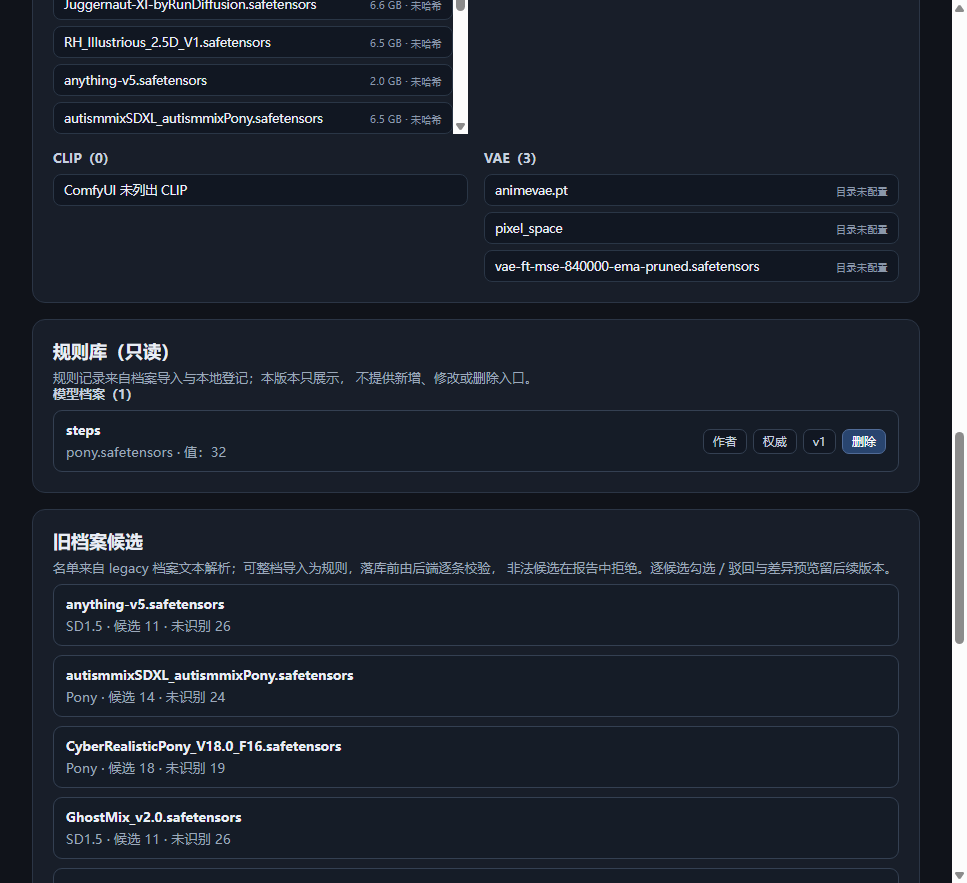 Juggernaut-XI-byRunDiffusion.safetensors 6.6 GB · 未哈希
RH_Illustrious_2.5D_V1.safetensors 6.5 GB · 未哈希
anything-v5.safetensors 2.0 GB · 未哈希
autismmixSDXL_autismmixPony.safetensors 6.5 GB · 未哈希
CLIP（0）
ComfyUI 未列出 CLIP
VAE（3）
animevae.pt 目录未配置
pixel_space 目录未配置
vae-ft-mse-840000-ema-pruned.safetensors 目录未配置
规则库（只读）
规则记录来自档案导入与本地登记；本版本只展示， 不提供新增、修改或删除入口。
模型档案（1）
steps
pony.safetensors · 值：32
作者 权威 v1 删除
旧档案候选
名单来自 legacy 档案文本解析；可整档导入为规则，落库前由后端逐条校验， 非法候选在报告中拒绝。逐候选勾选 / 驳回与差异预览留后续版本。
anything-v5.safetensors
SD1.5 · 候选 11 · 未识别 26
autismmixSDXL_autismmixPony.safetensors
Pony · 候选 14 · 未识别 24
CyberRealisticPony_V18.0_F16.safetensors
Pony · 候选 18 · 未识别 19
GhostMix_v2.0.safetensors
SD1.5 · 候选 11 · 未识别 26